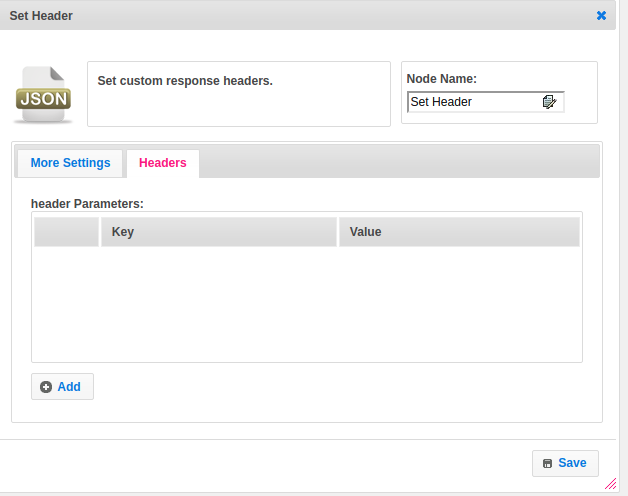 Set Header
JSON
Set custom response headers.
Node Name:
Set Header
More Settings
Headers
header Parameters:
Key
Value
Add
Save